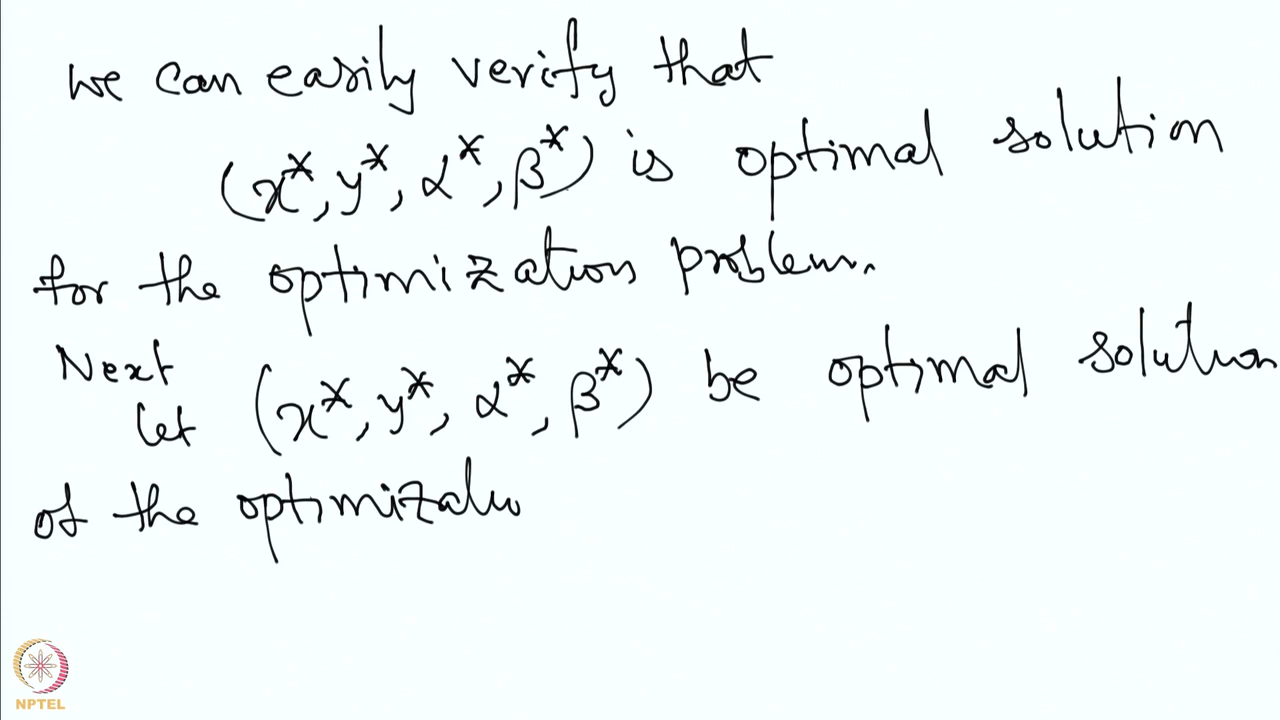 we can easily verify that
(x*, y*, α*, β*) is optimal solution
for the optimization problem.
Next
let (x*, y*, α*, β*) be optimal solution
of the optimizatio
NPTEL